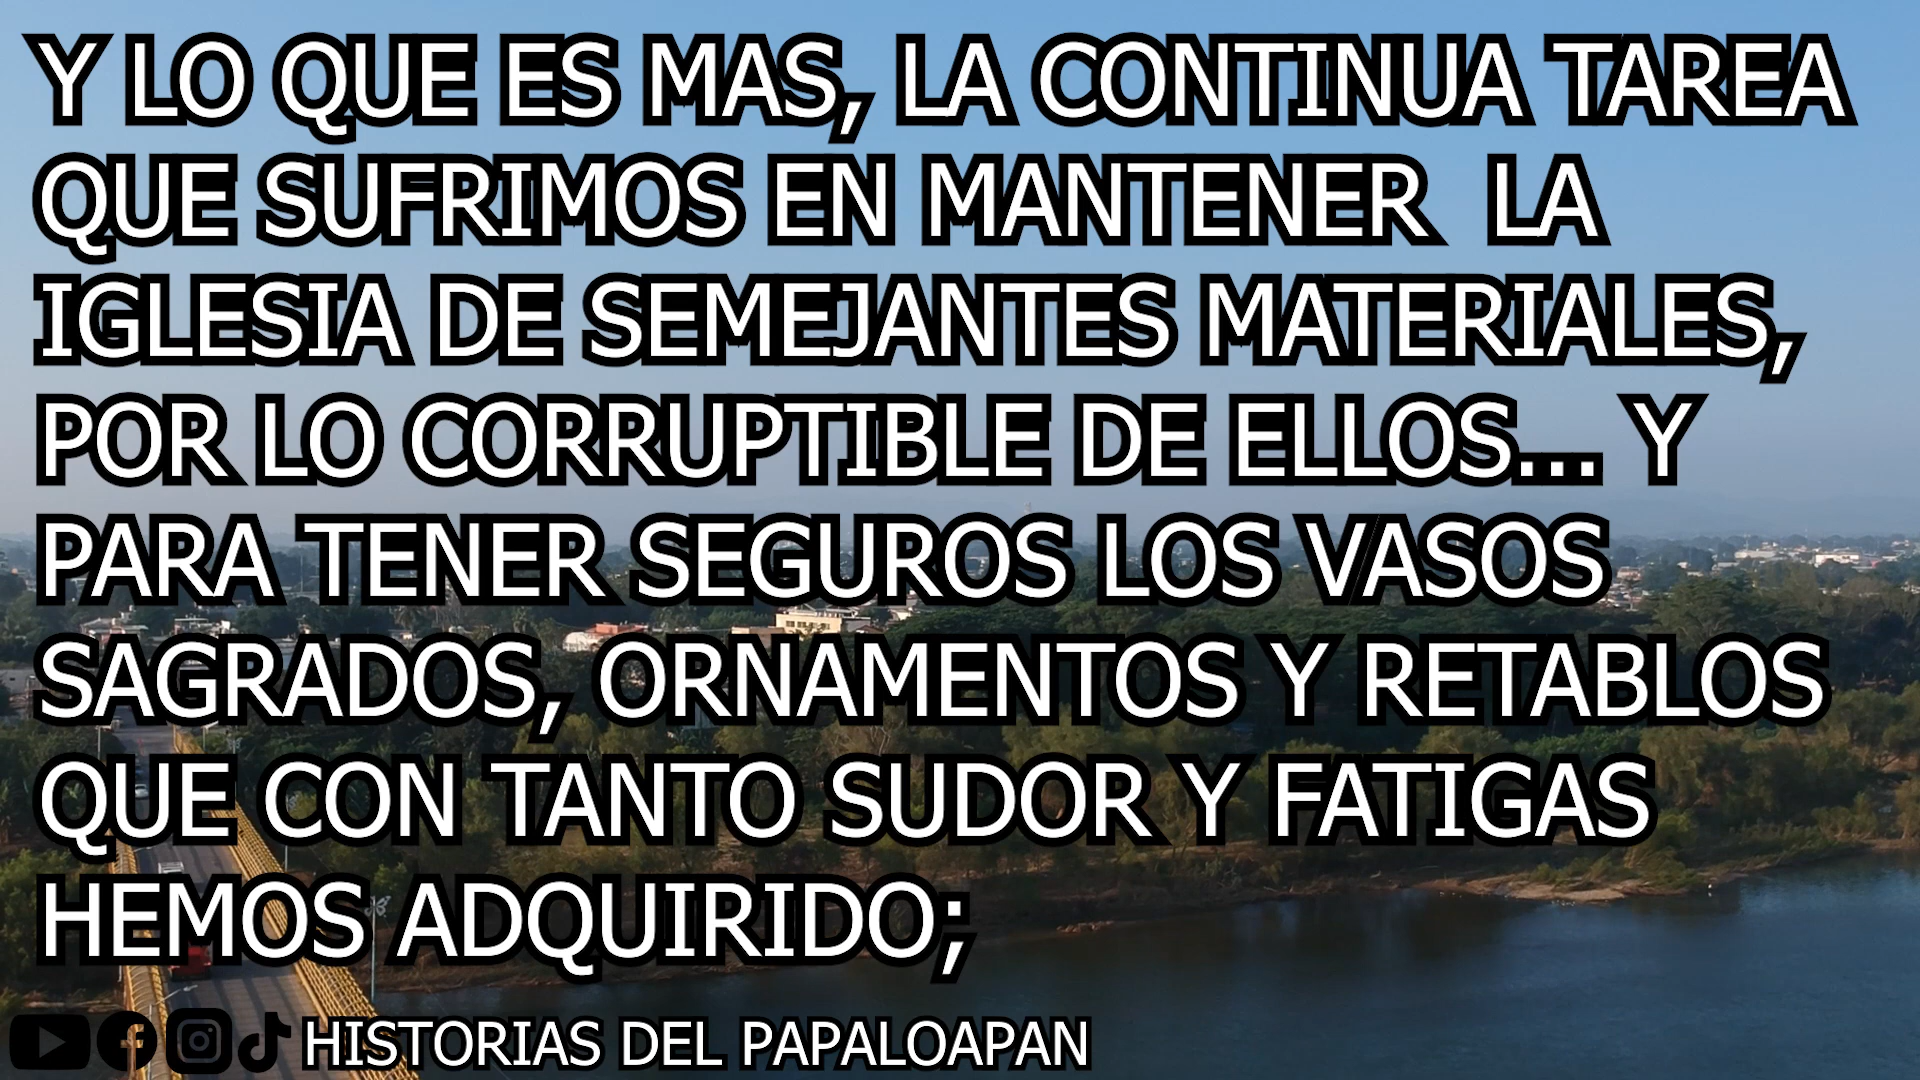 Y LO QUE ES MAS, LA CONTINUA TAREA
QUE SUFRIMOS EN MANTENER LA
IGLESIA DE SEMEJANTES MATERIALES,
POR LO CORRUPTIBLE DE ELLOS... Y
PARA TENER SEGUROS LOS VASOS
SAGRADOS, ORNAMENTOS Y RETABLOS
QUE CON TANTO SUDOR Y FATIGAS
HEMOS ADQUIRIDO;
HISTORIAS DEL PAPALOAPAN